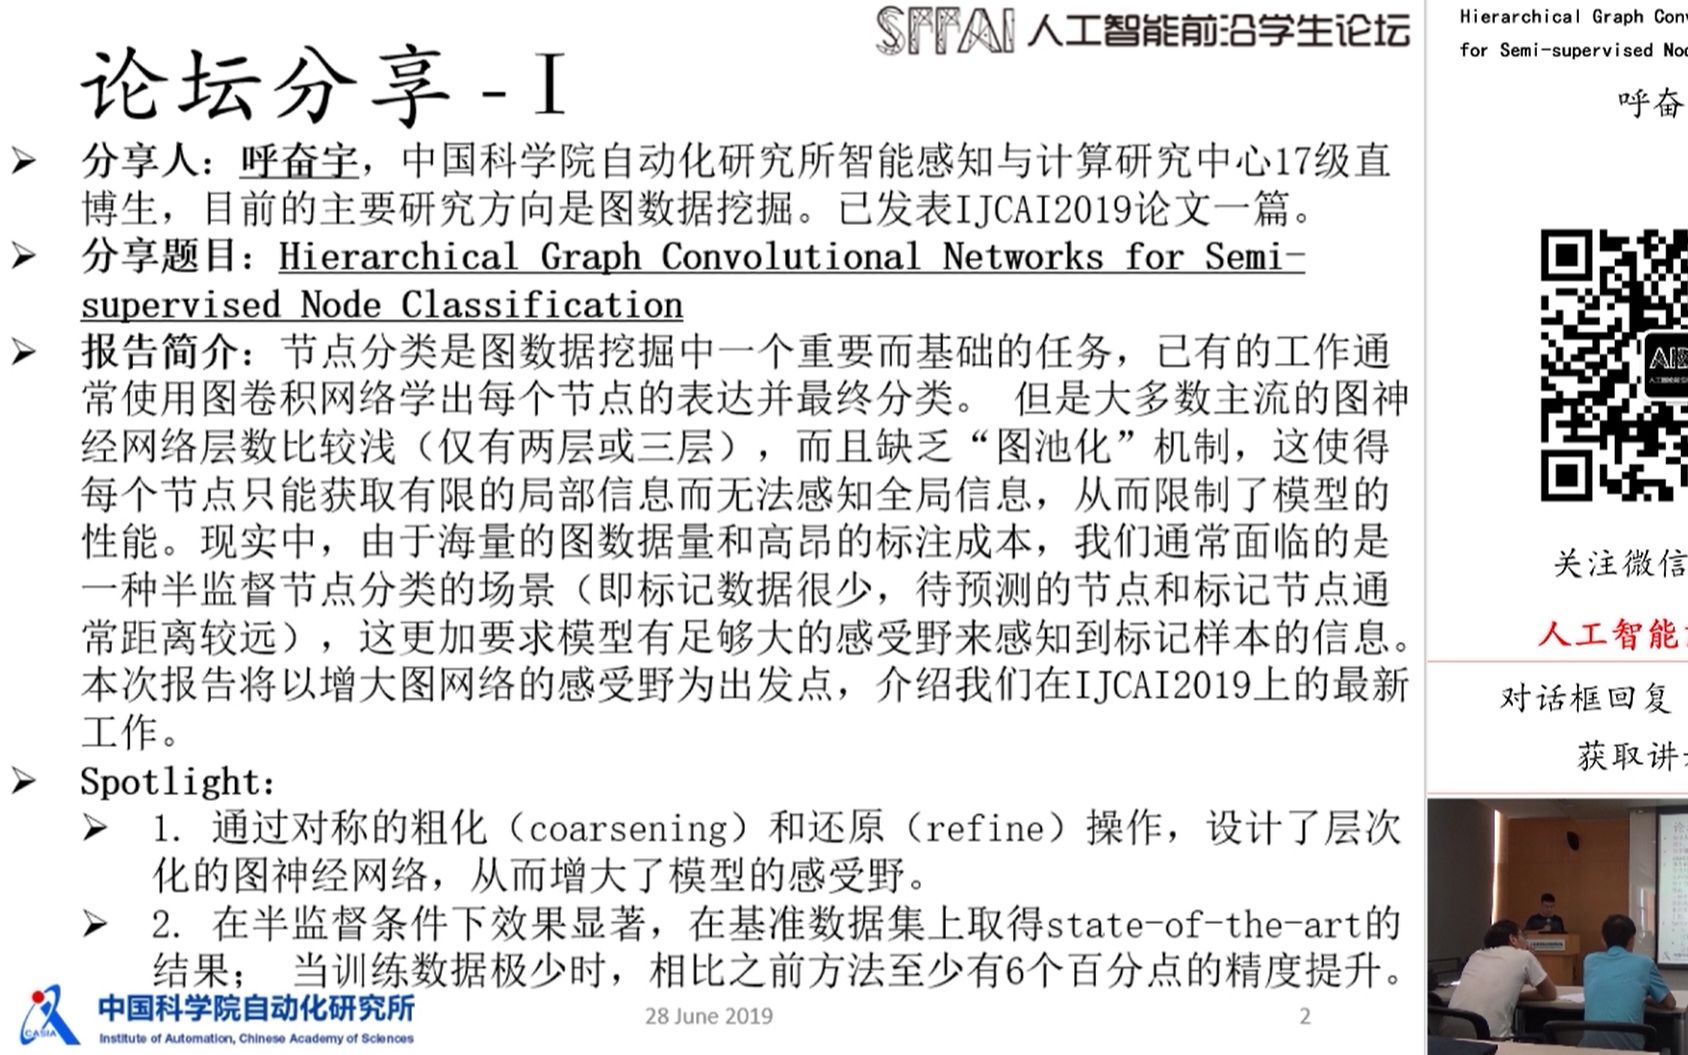 SFFAI 人工智能前沿学生论坛
论坛分享 - I
分享人：呼奋宇，中国科学院自动化研究所智能感知与计算研究中心17级直
博生，目前的主要研究方向是图数据挖掘。已发表IJCAI2019论文一篇。
分享题目：Hierarchical Graph Convolutional Networks for Semi-
supervised Node Classification
报告简介：节点分类是图数据挖掘中一个重要而基础的任务，已有的工作通
常使用图卷积网络学出每个节点的表达并最终分类。 但是大多数主流的图神
经网络层数比较浅（仅有两层或三层），而且缺乏“图池化”机制，这使得
每个节点只能获取有限的局部信息而无法感知全局信息，从而限制了模型的
性能。现实中，由于海量的图数据量和高昂的标注成本，我们通常面临的是
一种半监督节点分类的场景（即标记数据很少，待预测的节点和标记节点通
常距离较远），这更加要求模型有足够大的感受野来感知到标记样本的信息。
本次报告将以增大图网络的感受野为出发点，介绍我们在IJCAI2019上的最新
工作。
Spotlight：
1. 通过对称的粗化（coarsening）和还原（refine）操作，设计了层次
化的图神经网络，从而增大了模型的感受野。
2. 在半监督条件下效果显著，在基准数据集上取得state-of-the-art的
结果； 当训练数据极少时，相比之前方法至少有6个百分点的精度提升。
CASIA
中国科学院自动化研究所
Institute of Automation, Chinese Academy of Sciences
28 June 2019
2
Hierarchical Graph Conv
for Semi-supervised Nod
呼奋
关注微信
人工智能
对话框回复
获取讲